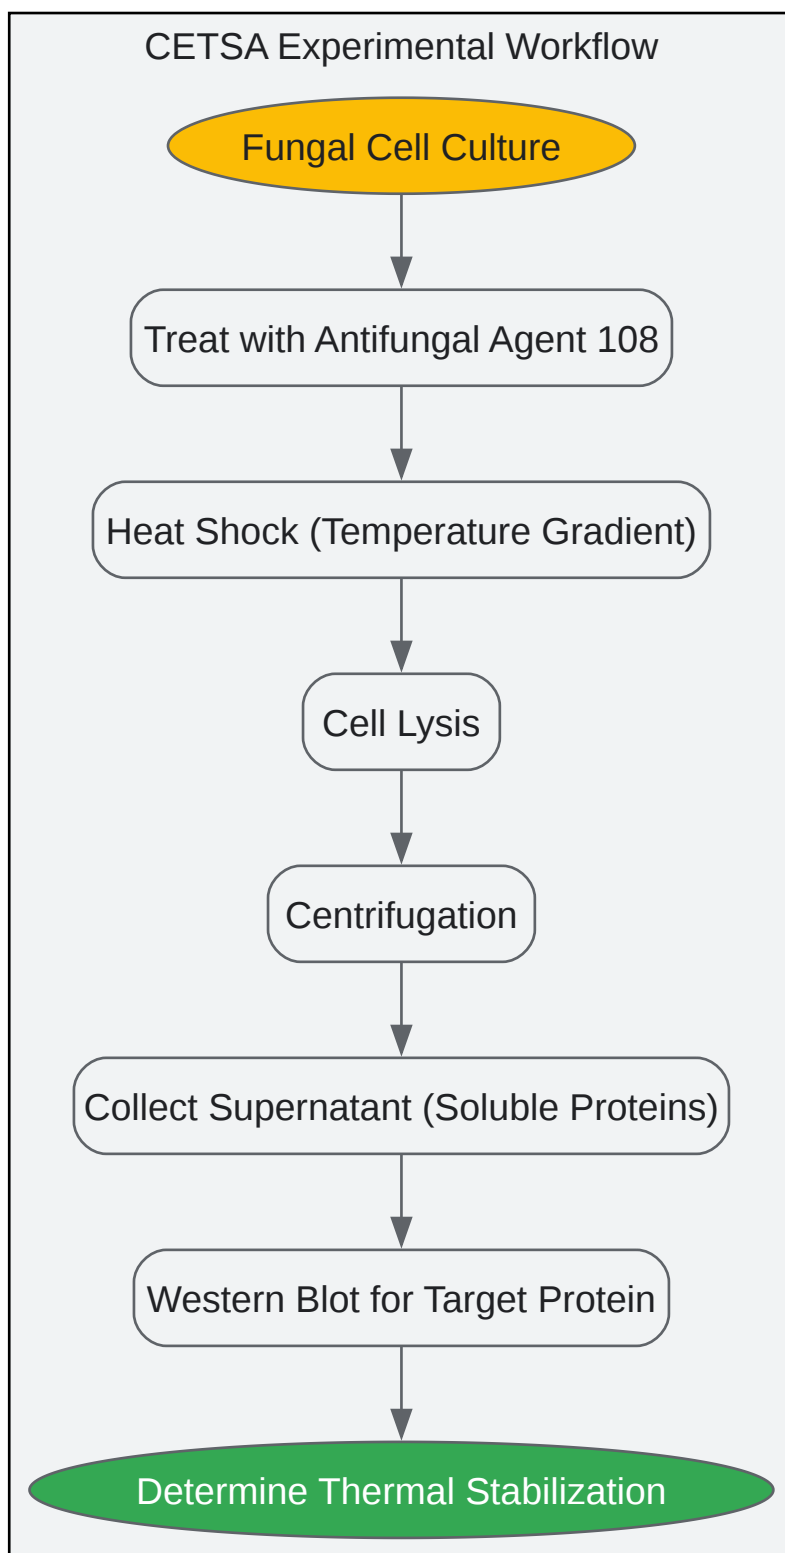 CETSA Experimental Workflow
Fungal Cell Culture
Treat with Antifungal Agent 108
Heat Shock (Temperature Gradient)
Cell Lysis
Centrifugation
Collect Supernatant (Soluble Proteins)
Western Blot for Target Protein
Determine Thermal Stabilization